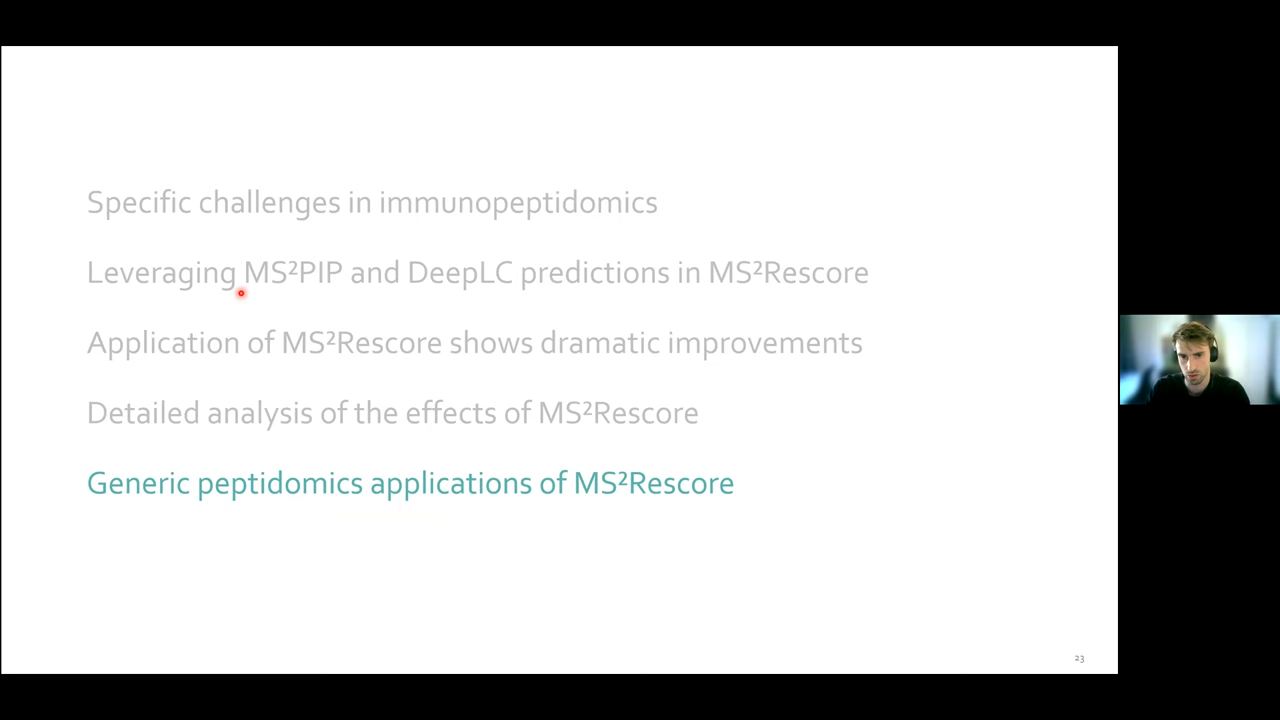 Specific challenges in immunopeptidomics
Leveraging MS²PIP and DeepLC predictions in MS²Rescore
Application of MS²Rescore shows dramatic improvements
Detailed analysis of the effects of MS²Rescore
Generic peptidomics applications of MS²Rescore
23